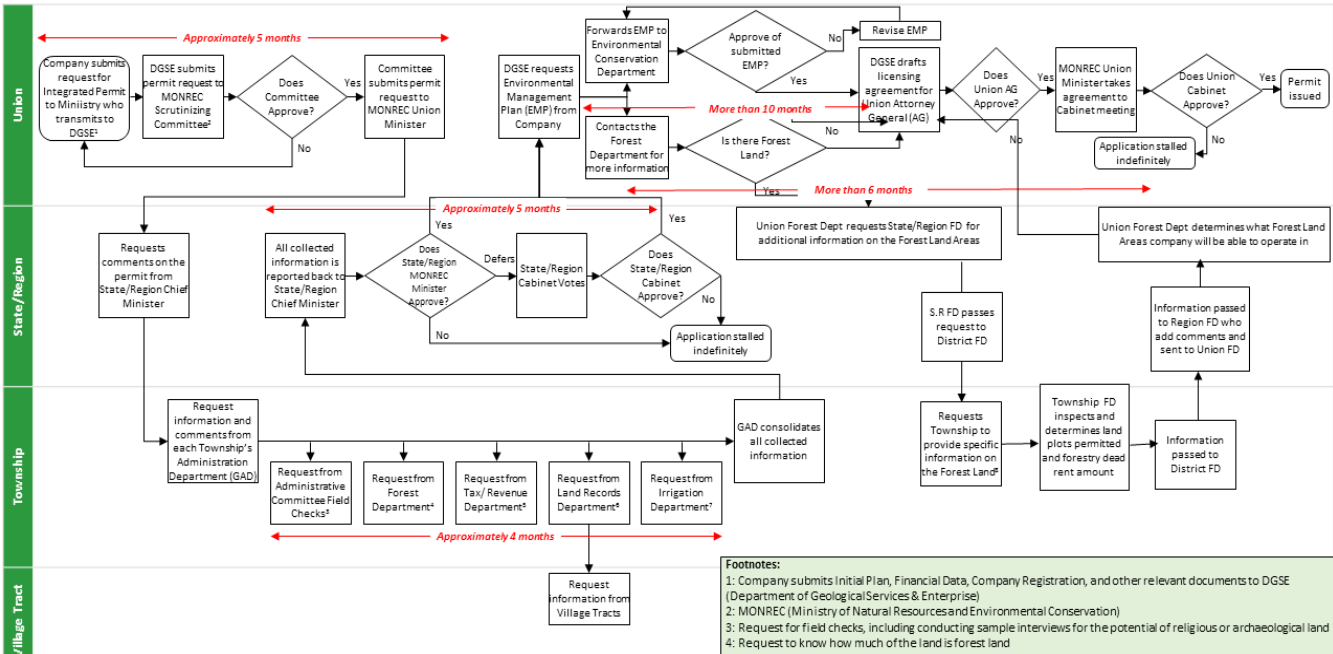 Union
Approximately 5 months
Company submits
request for
Integrated Permit to
Miniistry who
transmits to
DGSE¹
DGSE submits
permit request to
MONREC
Scrutinizing
Committee²
Does
Committee
Approve?
Yes
No
Committee
submits permit
request to
MONREC Union
Minister
DGSE requests
Environmental
Management
Plan (EMP) from
Company
Forwards EMP to
Environmental
Conservation
Department
Approve of
submitted
EMP?
No
Revise EMP
Yes
More than 10 months
Contacts the
Forest
Department for
more information
Is there Forest
Land?
No
Yes
DGSE drafts
licensing
agreement for
Union Attorney
General (AG)
Does
Union AG
Approve?
Yes
No
MONREC Union
Minister takes
agreement to
Cabinet meeting
Does Union
Cabinet
Approve?
Yes
Permit
issued
No
Application stalled
indefinitely
More than 6 months
State/Region
Requests
comments on the
permit from
State/Region Chief
Minister
Approximately 5 months
All collected
information is
reported back to
State/Region
Chief Minister
Yes
Does
State/Region
MONREC
Minister
Approve?
Defers
No
State/Region
Cabinet Votes
Yes
Does
State/Region
Cabinet
Approve?
No
Application stalled
indefinitely
Union Forest Dept requests State/Region FD for
additional information on the Forest Land Areas
S.R FD passes
request to
District FD
Union Forest Dept determines what Forest Land
Areas company will be able to operate in
Information passed
to Region FD who
add comments and
sent to Union FD
Township
Request
information and
comments from
each Township's
Administration
Department (GAD)
Request from
Administrative
Committee Field
Checks³
Request from
Forest
Department⁴
Request from
Tax/ Revenue
Department⁵
Request from
Land Records
Department⁶
Request from
Irrigation
Department⁷
Approximately 4 months
GAD consolidates
all collected
information
Requests
Township to
provide specific
information on
the Forest Land⁸
Township FD
inspects and
determines land
plots permitted
and forestry dead
rent amount
Information
passed to
District FD
Village Tract
Request
information from
Village Tracts
Footnotes:
1: Company submits Initial Plan, Financial Data, Company Registration, and other relevant documents to DGSE
(Department of Geological Services & Enterprise)
2: MONREC (Ministry of Natural Resources and Environmental Conservation)
3: Request for field checks, including conducting sample interviews for the potential of religious or archaeological land
4: Request to know how much of the land is forest land